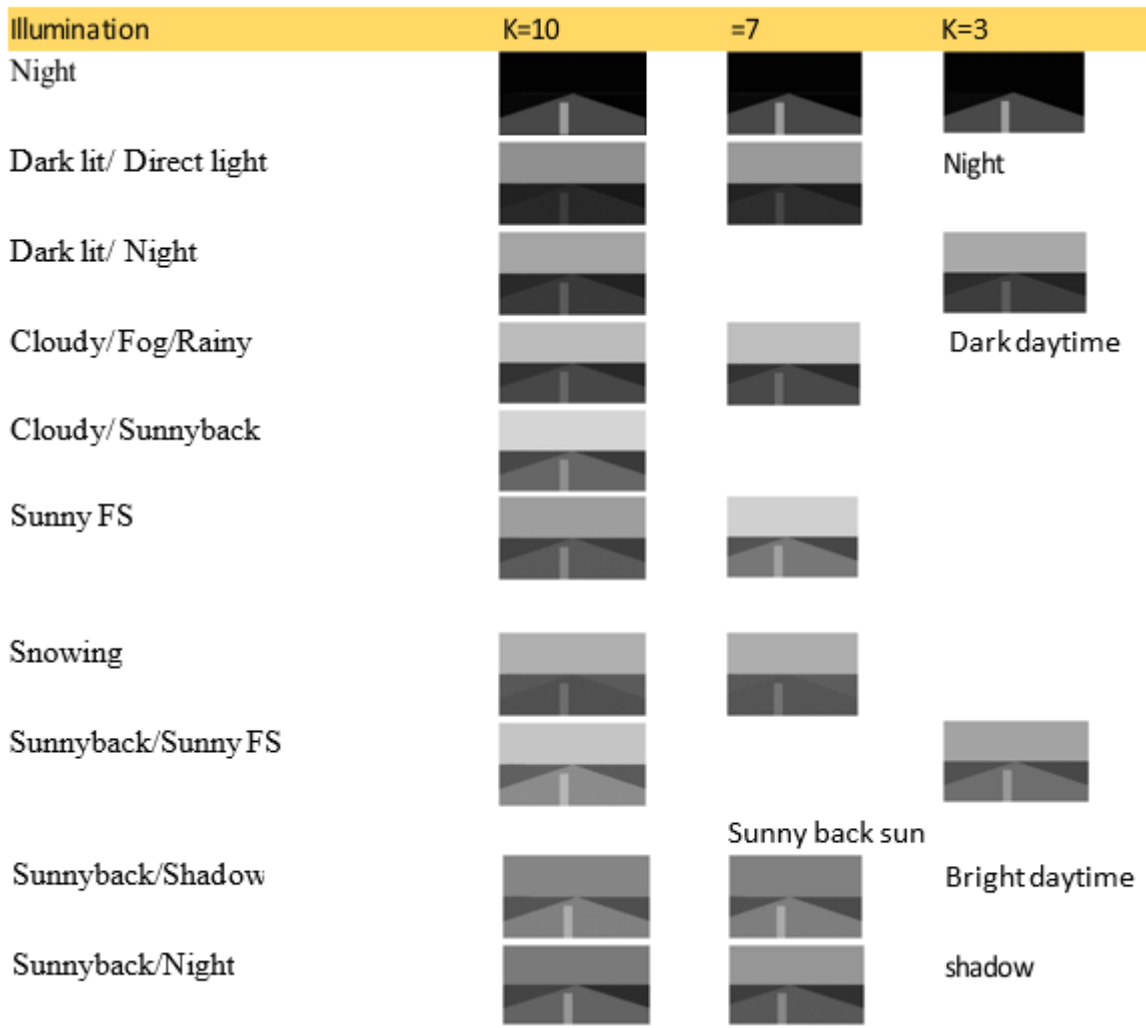 Illumination K=10 =7 K=3
Night
Dark lit/ Direct light Night
Dark lit/ Night
Cloudy/Fog/Rainy Dark daytime
Cloudy/Sunnyback
Sunny FS
Snowing
Sunnyback/Sunny FS
Sunny back sun
Sunnyback/Shadow Bright daytime
Sunnyback/Night shadow